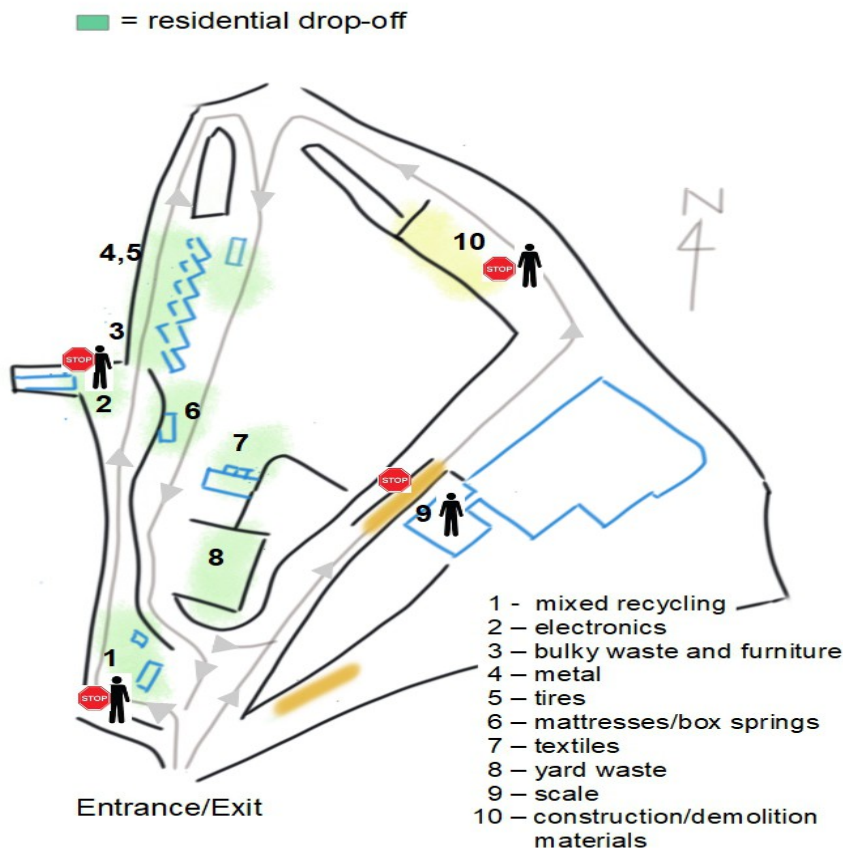 = residential drop-off
N
4,5
10
STOP
3
STOP
2
6
7
STOP
9
8
1
STOP
1 - mixed recycling
2 – electronics
3 – bulky waste and furniture
4 – metal
5 – tires
6 – mattresses/box springs
7 – textiles
8 – yard waste
9 – scale
10 – construction/demolition
materials
Entrance/Exit